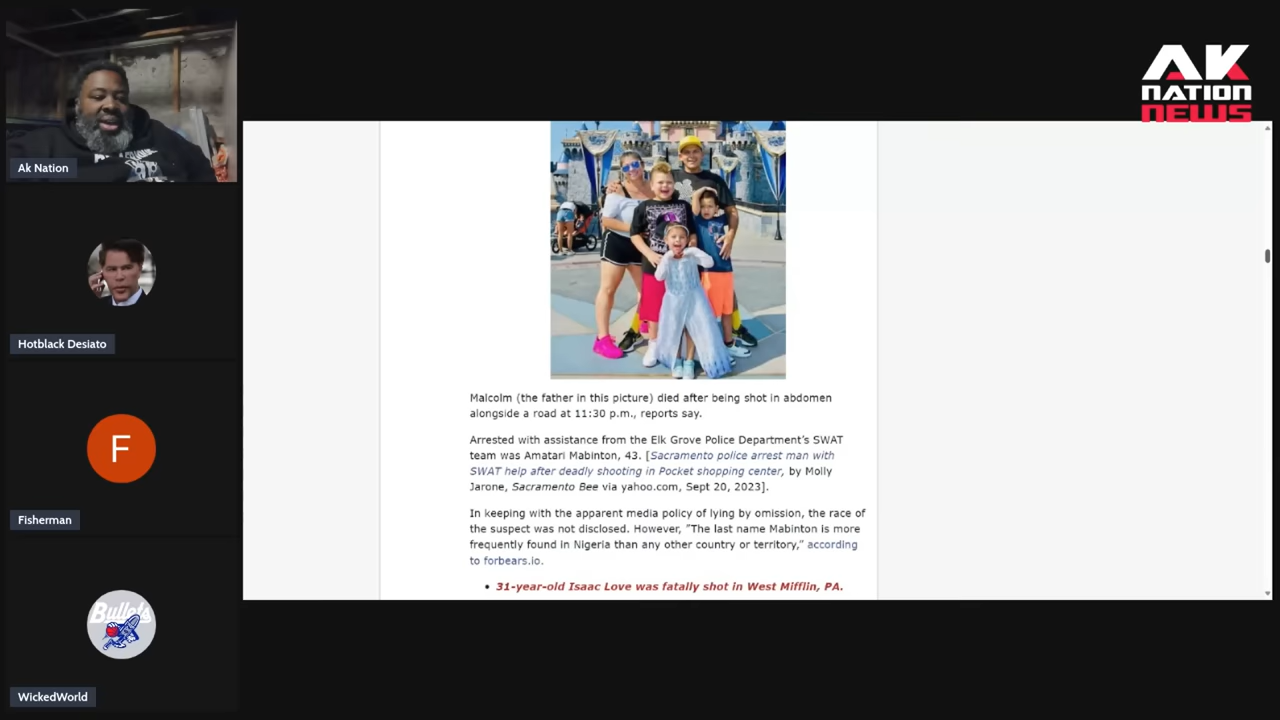 AK
NATION
NEWS
Ak Nation
Hotblack Desiato
F
Fisherman
Bullets
WickedWorld
Malcolm (the father in this picture) died after being shot in abdomen
alongside a road at 11:30 p.m., reports say.
Arrested with assistance from the Elk Grove Police Department's SWAT
team was Amatari Mabinton, 43. [Sacramento police arrest man with
SWAT help after deadly shooting in Pocket shopping center, by Molly
Jarone, Sacramento Bee via yahoo.com, Sept 20, 2023].
In keeping with the apparent media policy of lying by omission, the race of
the suspect was not disclosed. However, "The last name Mabinton is more
frequently found in Nigeria than any other country or territory," according
to forbears.io.
• 31-year-old Isaac Love was fatally shot in West Mifflin, PA.